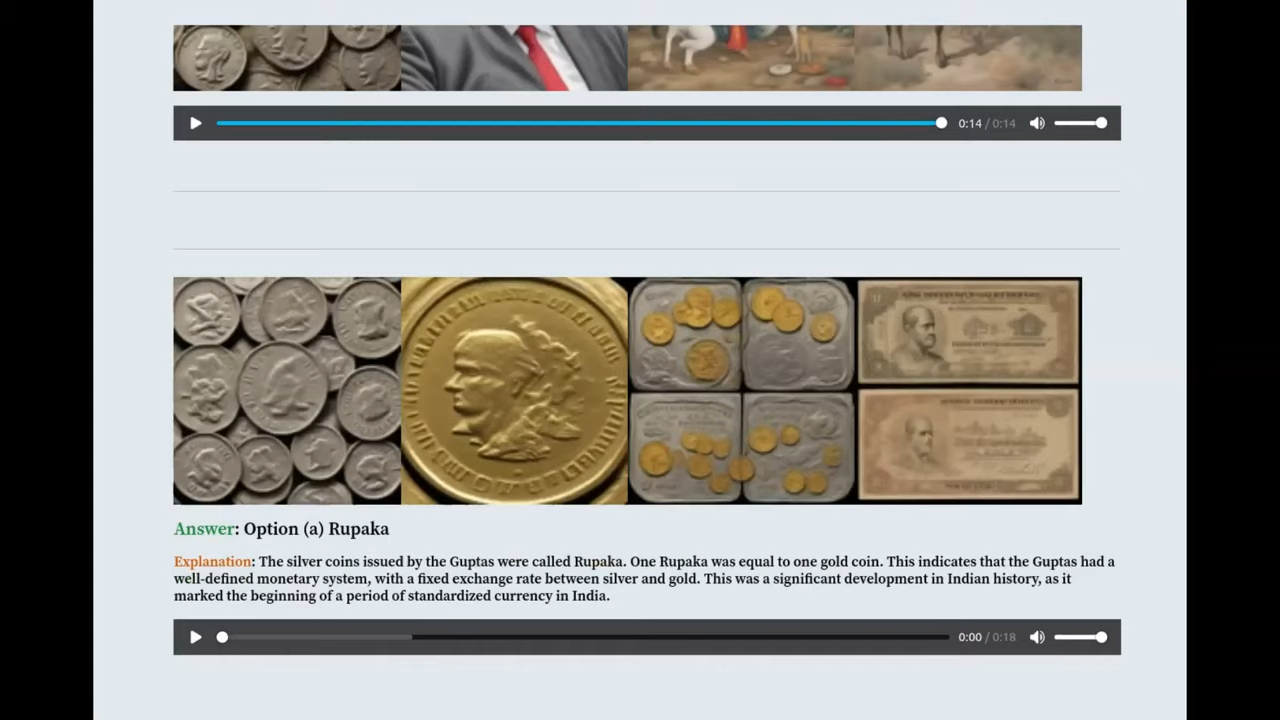 0:14 / 0:14
Answer: Option (a) Rupaka
Explanation: The silver coins issued by the Guptas were called Rupaka. One Rupaka was equal to one gold coin. This indicates that the Guptas had a
well-defined monetary system, with a fixed exchange rate between silver and gold. This was a significant development in Indian history, as it
marked the beginning of a period of standardized currency in India.
0:00 / 0:18